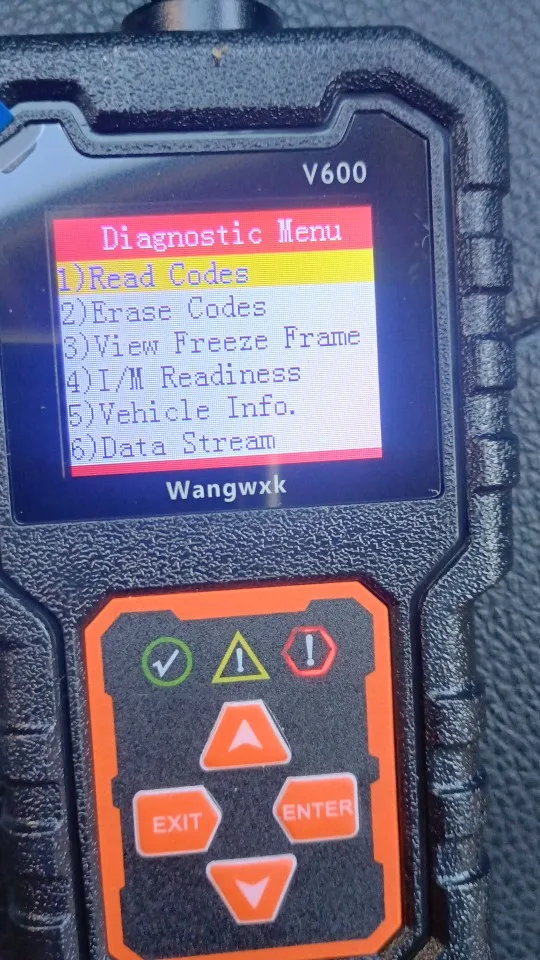 V600
Diagnostic Menu
1)Read Codes
2)Erase Codes
3)View Freeze Frame
4)I/M Readiness
5)Vehicle Info.
6)Data Stream
Wangwxk
EXIT
ENTER